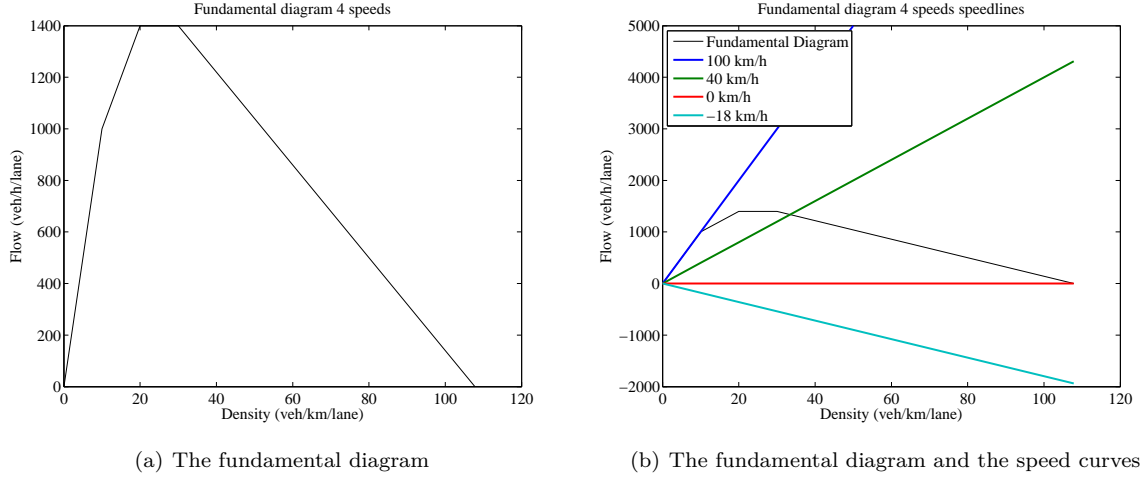 Fundamental diagram 4 speeds
1400
1200
1000
800
600
400
200
0
Flow (veh/h/lane)
0 20 40 60 80 100 120
Density (veh/km/lane)
(a) The fundamental diagram
Fundamental diagram 4 speeds speedlines
5000
4000
3000
2000
1000
0
−1000
−2000
Flow (veh/h/lane)
Fundamental Diagram
100 km/h
40 km/h
0 km/h
−18 km/h
0 20 40 60 80 100 120
Density (veh/km/lane)
(b) The fundamental diagram and the speed curves